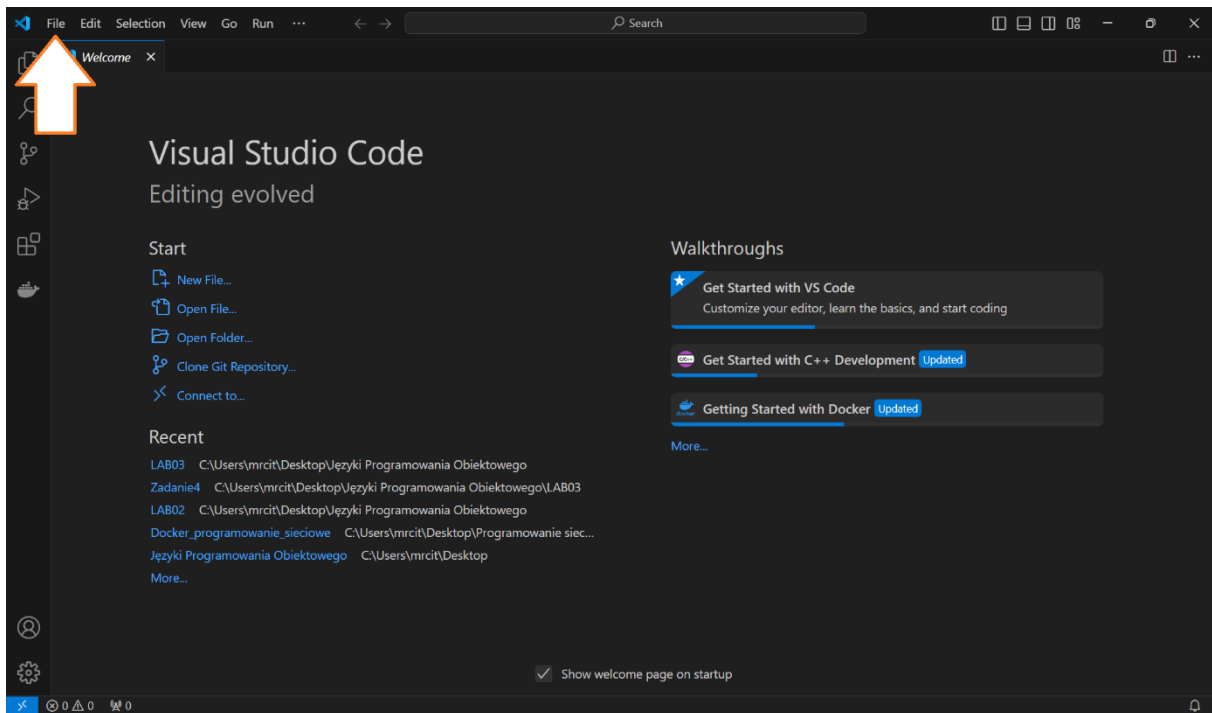 File Edit Selection View Go Run ··· Search
Welcome
Visual Studio Code
Editing evolved
Start
New File...
Open File...
Open Folder...
Clone Git Repository...
Connect to...
Recent
LAB03 C:\Users\mrcit\Desktop\Języki Programowania Obiektowego
Zadanie4 C:\Users\mrcit\Desktop\Języki Programowania Obiektowego\LAB03
LAB02 C:\Users\mrcit\Desktop\Języki Programowania Obiektowego
Docker_programowanie_sieciowe C:\Users\mrcit\Desktop\Programowanie siec...
Języki Programowania Obiektowego C:\Users\mrcit\Desktop
More...
Walkthroughs
Get Started with VS Code
Customize your editor, learn the basics, and start coding
Get Started with C++ Development Updated
Getting Started with Docker Updated
More...
Show welcome page on startup
0 0 0